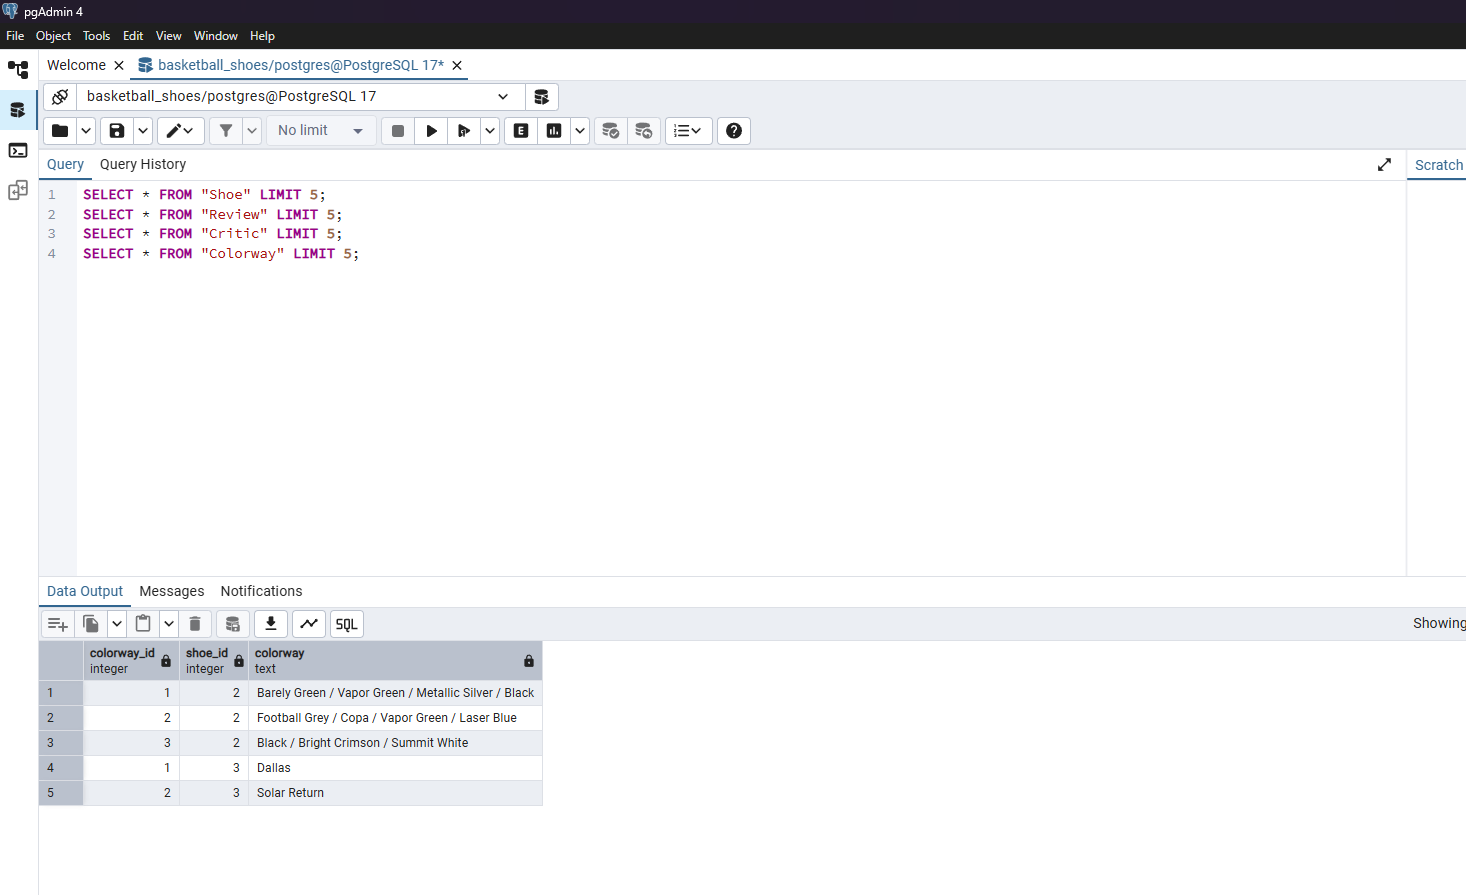 pgAdmin 4
File Object Tools Edit View Window Help
Welcome basketball_shoes/postgres@PostgreSQL 17*
basketball_shoes/postgres@PostgreSQL 17
No limit
E
Query Query History
Scratch
1 SELECT * FROM "Shoe" LIMIT 5;
2 SELECT * FROM "Review" LIMIT 5;
3 SELECT * FROM "Critic" LIMIT 5;
4 SELECT * FROM "Colorway" LIMIT 5;
Data Output Messages Notifications
SQL
Showing
colorway_id shoe_id colorway
integer integer text
1 1 2 Barely Green / Vapor Green / Metallic Silver / Black
2 2 2 Football Grey / Copa / Vapor Green / Laser Blue
3 3 2 Black / Bright Crimson / Summit White
4 1 3 Dallas
5 2 3 Solar Return